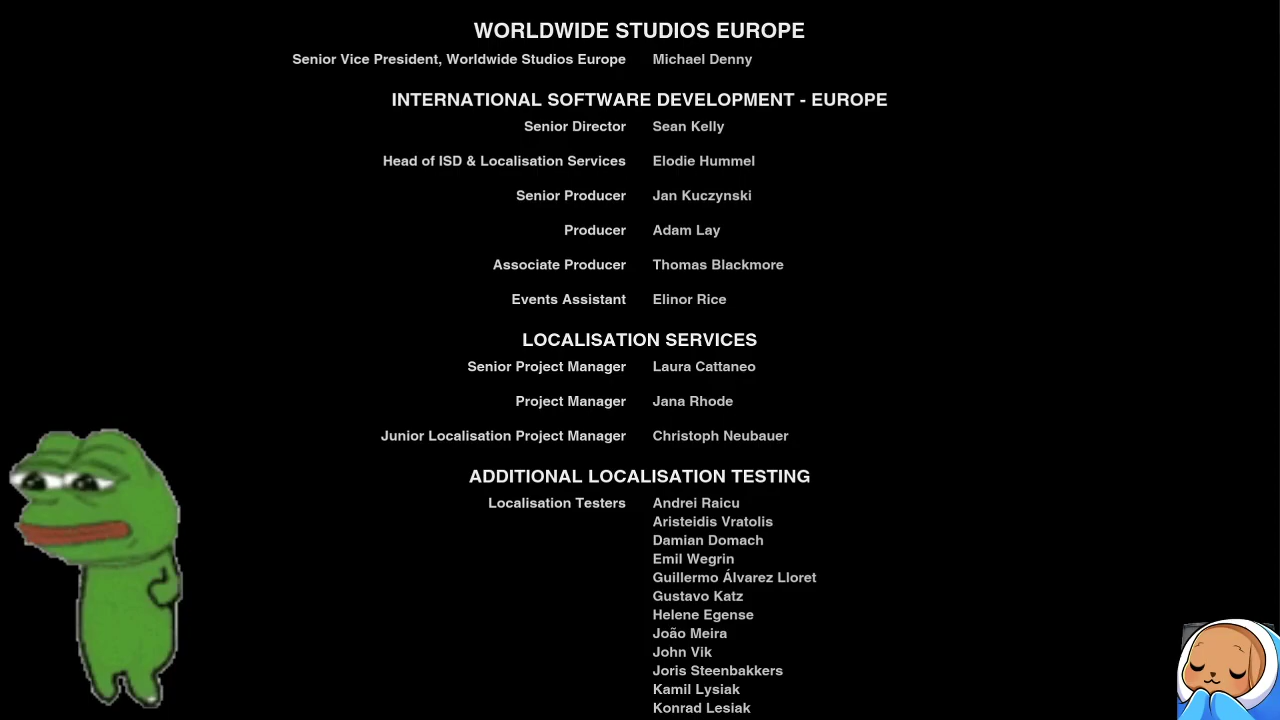 WORLDWIDE STUDIOS EUROPE
Senior Vice President, Worldwide Studios Europe Michael Denny
INTERNATIONAL SOFTWARE DEVELOPMENT - EUROPE
Senior Director Sean Kelly
Head of ISD & Localisation Services Elodie Hummel
Senior Producer Jan Kuczynski
Producer Adam Lay
Associate Producer Thomas Blackmore
Events Assistant Elinor Rice
LOCALISATION SERVICES
Senior Project Manager Laura Cattaneo
Project Manager Jana Rhode
Junior Localisation Project Manager Christoph Neubauer
ADDITIONAL LOCALISATION TESTING
Localisation Testers Andrei Raicu
Aristeidis Vratolis
Damian Domach
Emil Wegrin
Guillermo Álvarez Lloret
Gustavo Katz
Helene Egense
João Meira
John Vik
Joris Steenbakkers
Kamil Lysiak
Konrad Lesiak